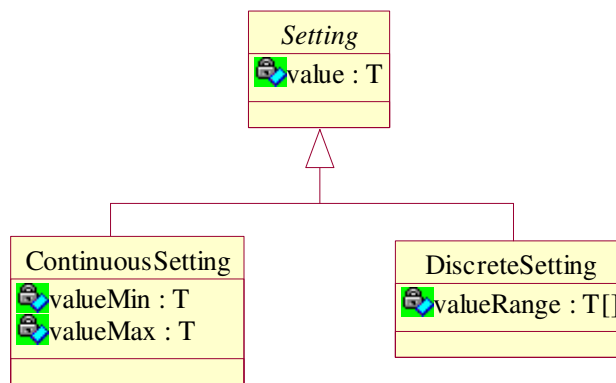 Setting
value : T
ContinuousSetting
valueMin : T
valueMax : T
DiscreteSetting
valueRange : T[]